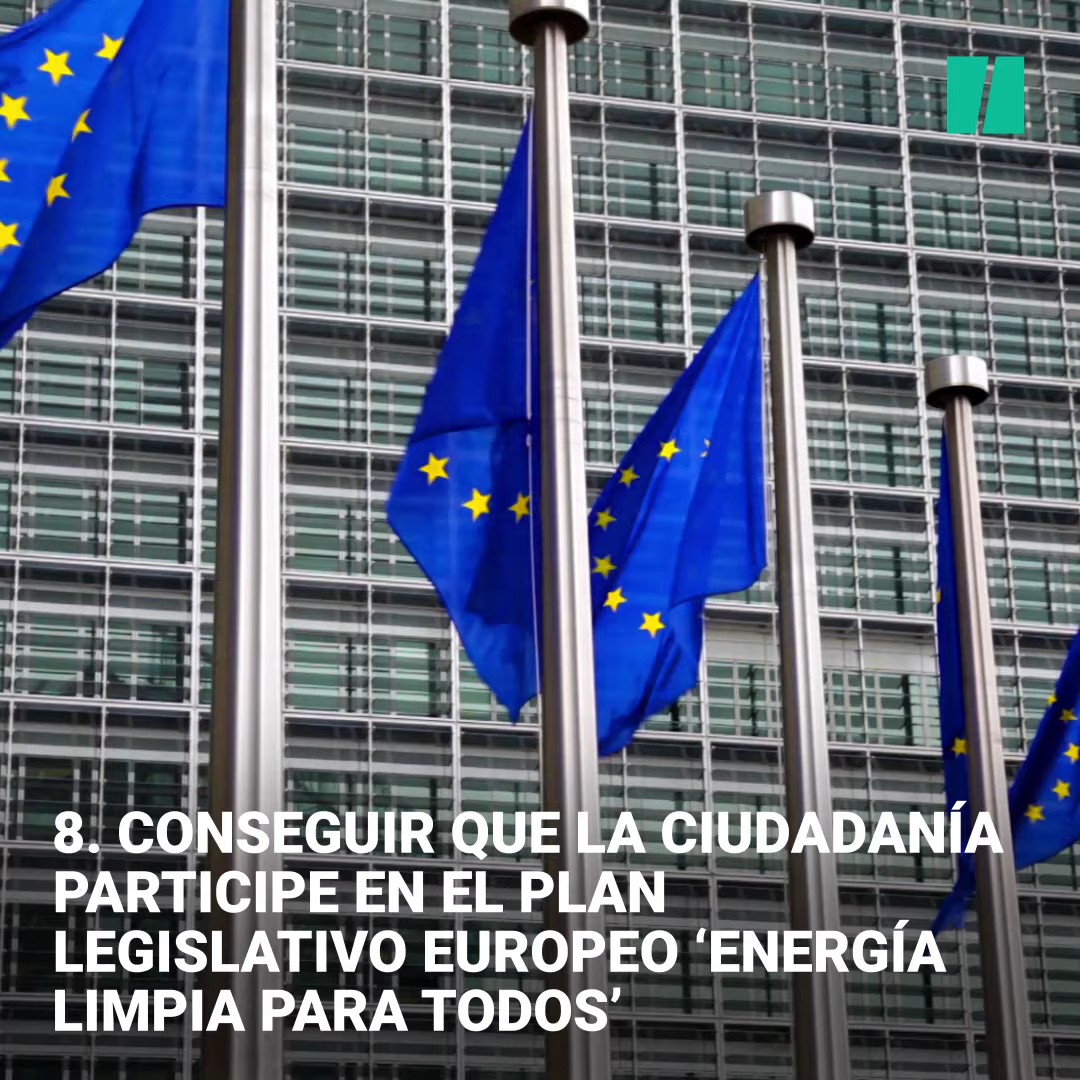 8. CONSEGUIR QUE LA CIUDADANÍA
PARTICIPE EN EL PLAN
LEGISLATIVO EUROPEO ‘ENERGÍA
LIMPIA PARA TODOS’